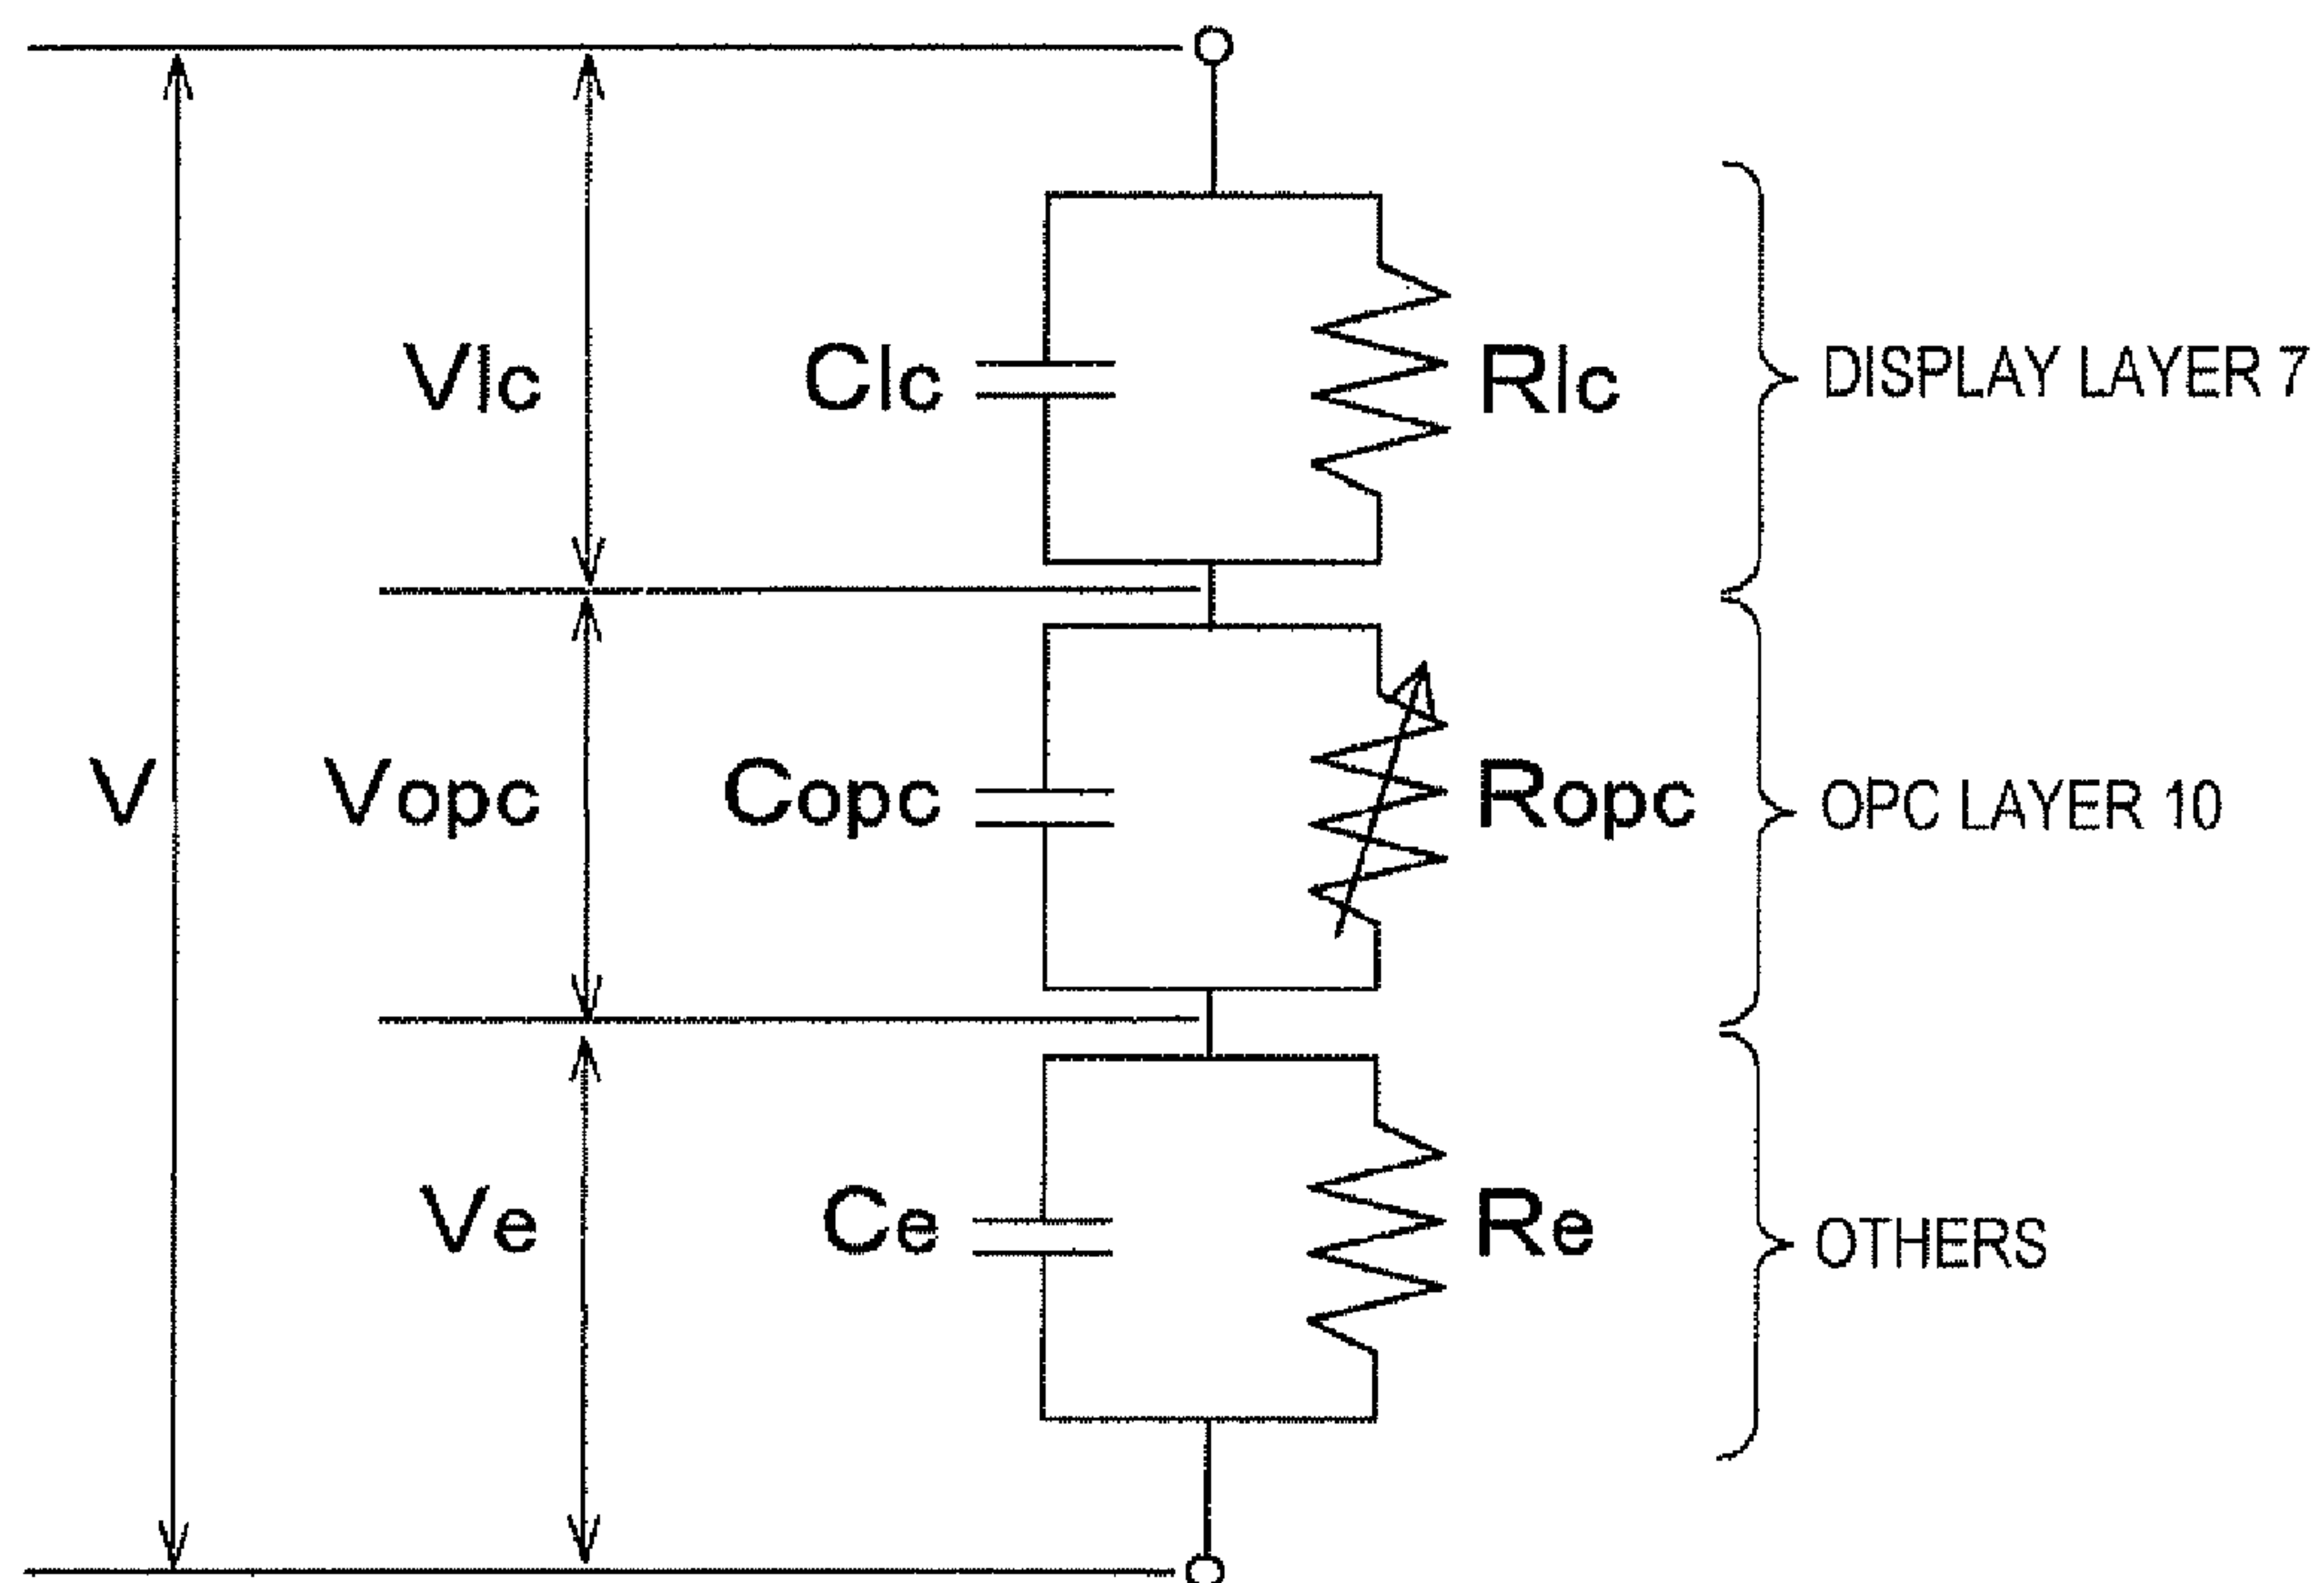 Vlc Clc Rlc DISPLAY LAYER 7
V Vopc Copc Ropc OPC LAYER 10
Ve Ce Re OTHERS